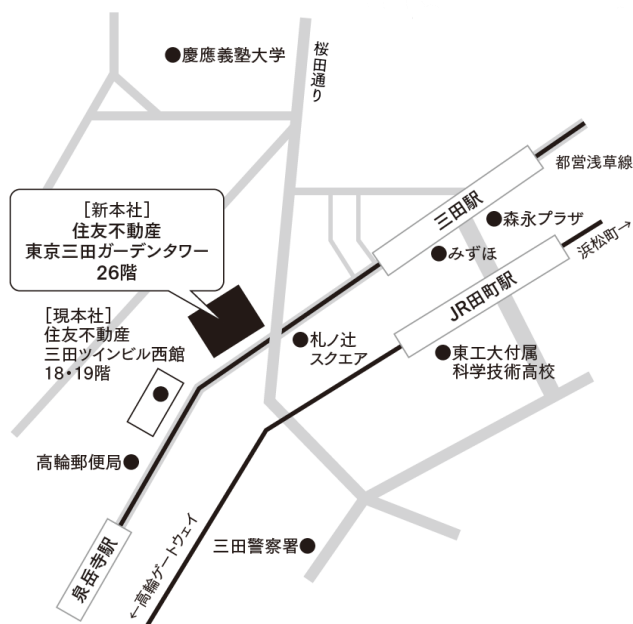 慶應義塾大学
桜田通り
都営浅草線
三田駅
森永プラザ
浜松町→
みずほ
JR田町駅
[新本社]
住友不動産
東京三田ガーデンタワー
26階
[現本社]
住友不動産
三田ツインビル西館
18・19階
札ノ辻
スクエア
東工大付属
科学技術高校
高輪郵便局
三田警察署
泉岳寺駅
←高輪ゲートウェイ